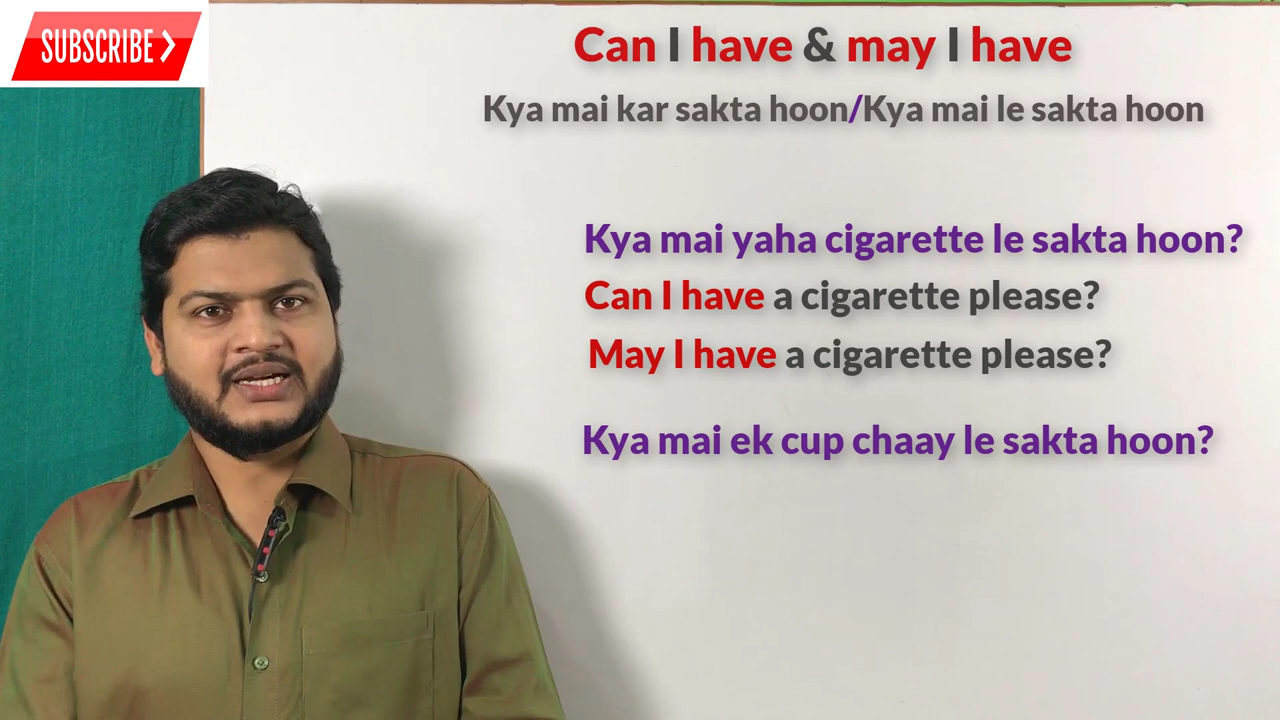 SUBSCRIBE
Can I have & may I have
Kya mai kar sakta hoon/Kya mai le sakta hoon
Kya mai yaha cigarette le sakta hoon?
Can I have a cigarette please?
May I have a cigarette please?
Kya mai ek cup chaay le sakta hoon?